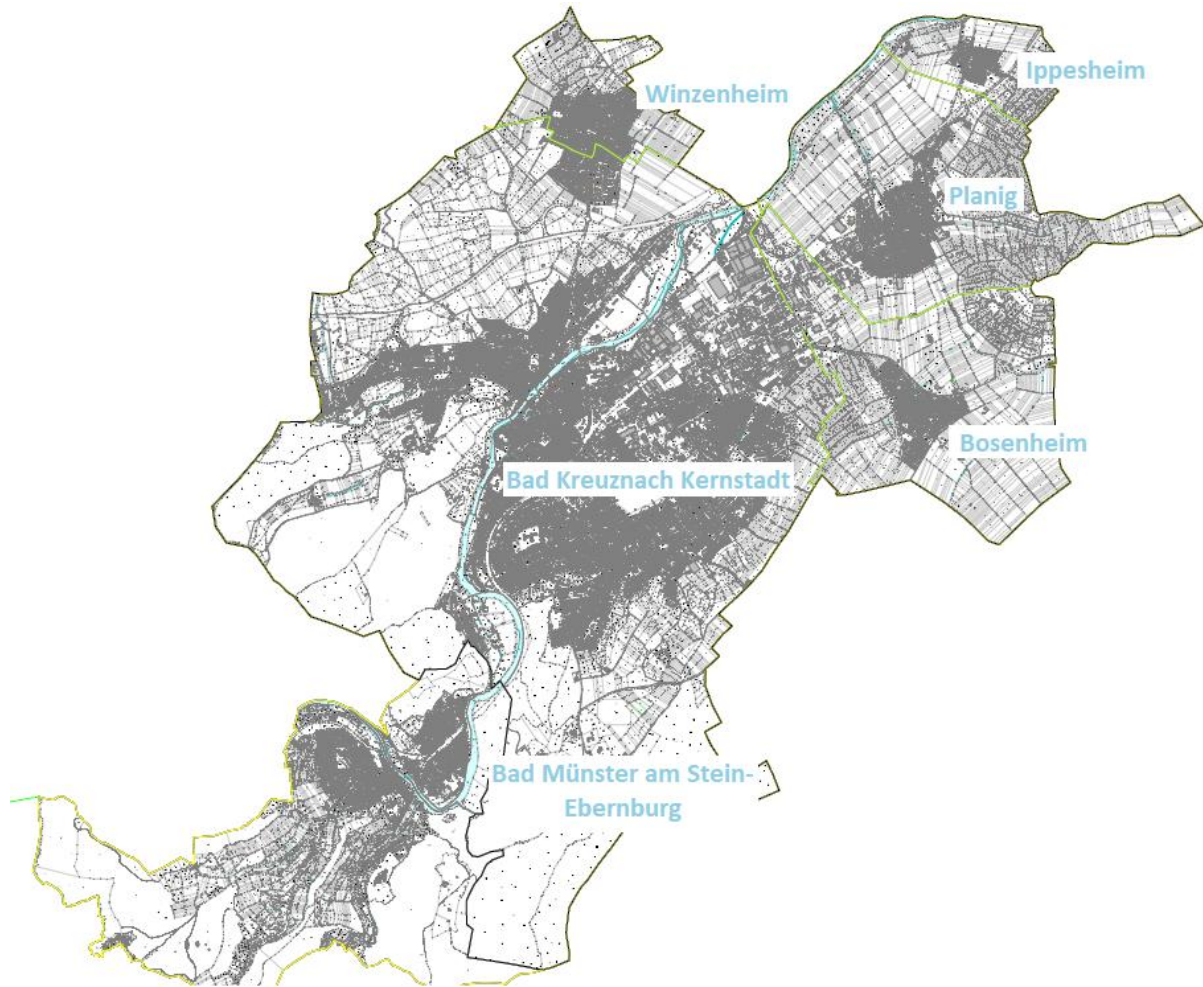 Ippesheim
Winzenheim
Planig
Bosenheim
Bad Kreuznach Kernstadt
Bad Münster am Stein-
Ebernburg